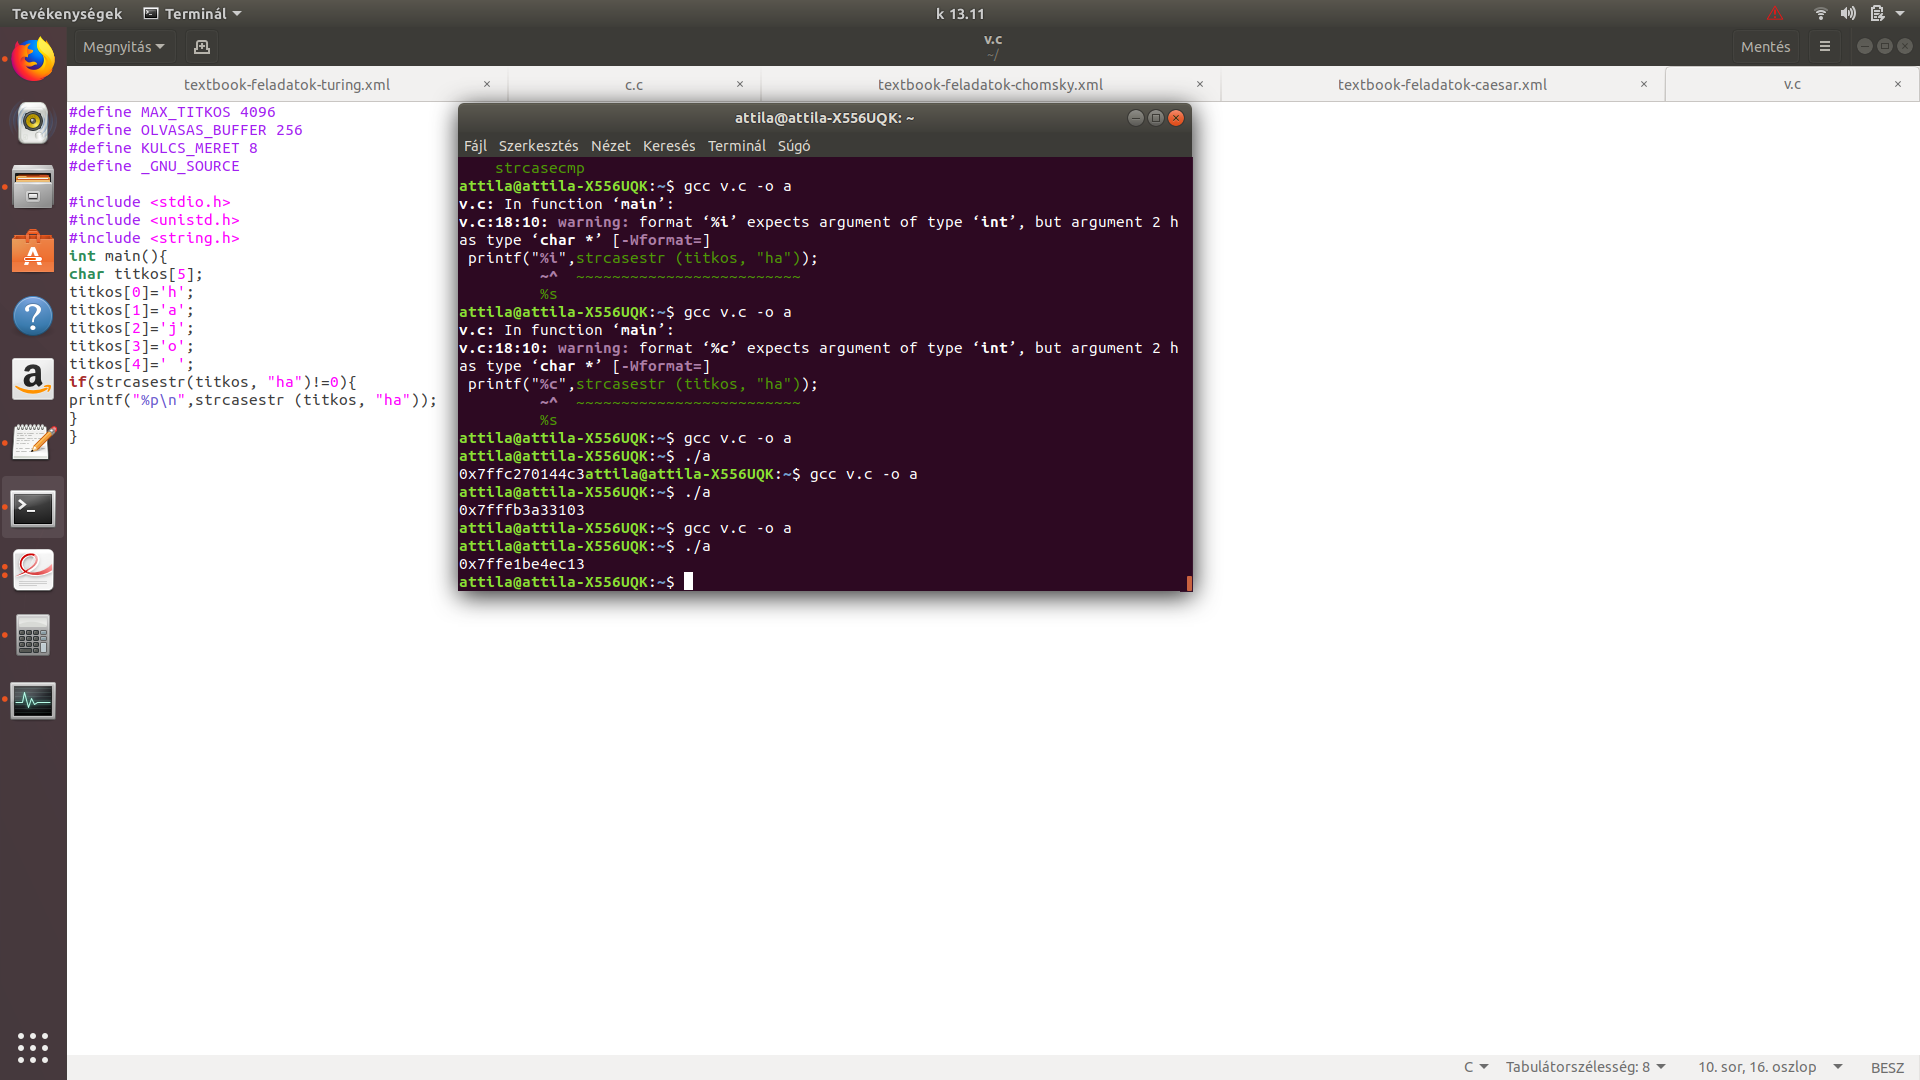 Tevékenységek Terminál k 13.11
Megnyitás v.c Mentés
~/
textbook-feladatok-turing.xml × c.c × textbook-feladatok-chomsky.xml × textbook-feladatok-caesar.xml × v.c ×
#define MAX_TITKOS 4096
#define OLVASAS_BUFFER 256
#define KULCS_MERET 8
#define _GNU_SOURCE
#include <stdio.h>
#include <unistd.h>
#include <string.h>
int main(){
char titkos[5];
titkos[0]='h';
titkos[1]='a';
titkos[2]='j';
titkos[3]='o';
titkos[4]=' ';
if(strcasestr(titkos, "ha")!=0){
printf("%p\n",strcasestr (titkos, "ha"));
}
}
attila@attila-X556UQK: ~
Fájl Szerkesztés Nézet Keresés Terminál Súgó
strcasecmp
attila@attila-X556UQK:~$ gcc v.c -o a
v.c: In function ‘main’:
v.c:18:10: warning: format ‘%i’ expects argument of type ‘int’, but argument 2 h
as type ‘char *’ [-Wformat=]
printf("%i",strcasestr (titkos, "ha"));
~^ ~~~~~~~~~~~~~~~~~~~~~~~~~
%s
attila@attila-X556UQK:~$ gcc v.c -o a
v.c: In function ‘main’:
v.c:18:10: warning: format ‘%c’ expects argument of type ‘int’, but argument 2 h
as type ‘char *’ [-Wformat=]
printf("%c",strcasestr (titkos, "ha"));
~^ ~~~~~~~~~~~~~~~~~~~~~~~~~
%s
attila@attila-X556UQK:~$ gcc v.c -o a
attila@attila-X556UQK:~$ ./a
0x7ffc270144c3attila@attila-X556UQK:~$ gcc v.c -o a
attila@attila-X556UQK:~$ ./a
0x7fffb3a33103
attila@attila-X556UQK:~$ gcc v.c -o a
attila@attila-X556UQK:~$ ./a
0x7ffe1be4ec13
attila@attila-X556UQK:~$
C Tabulátorszélesség: 8 10. sor, 16. oszlop BESZ